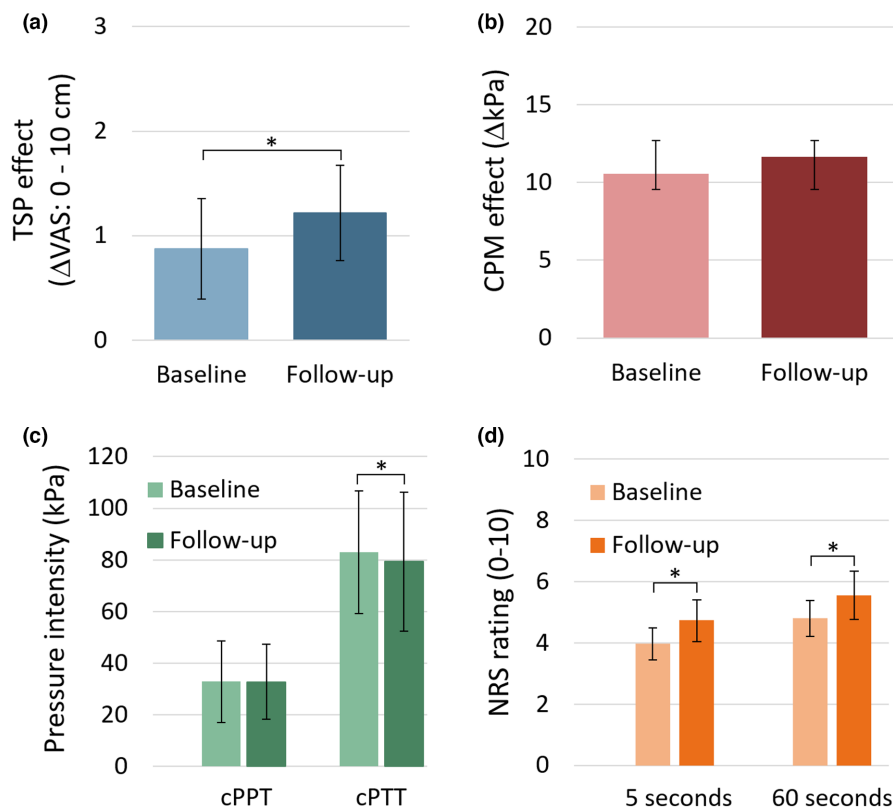 (a)
TSP effect
(ΔVAS: 0 - 10 cm)
3
2
1
0
*
Baseline
Follow-up
(b)
CPM effect (ΔkPa)
20
15
10
5
0
Baseline
Follow-up
(c)
Pressure intensity (kPa)
120
100
80
60
40
20
0
Baseline
Follow-up
*
cPPT
cPTT
(d)
NRS rating (0-10)
10
8
6
4
2
0
Baseline
Follow-up
*
*
5 seconds
60 seconds